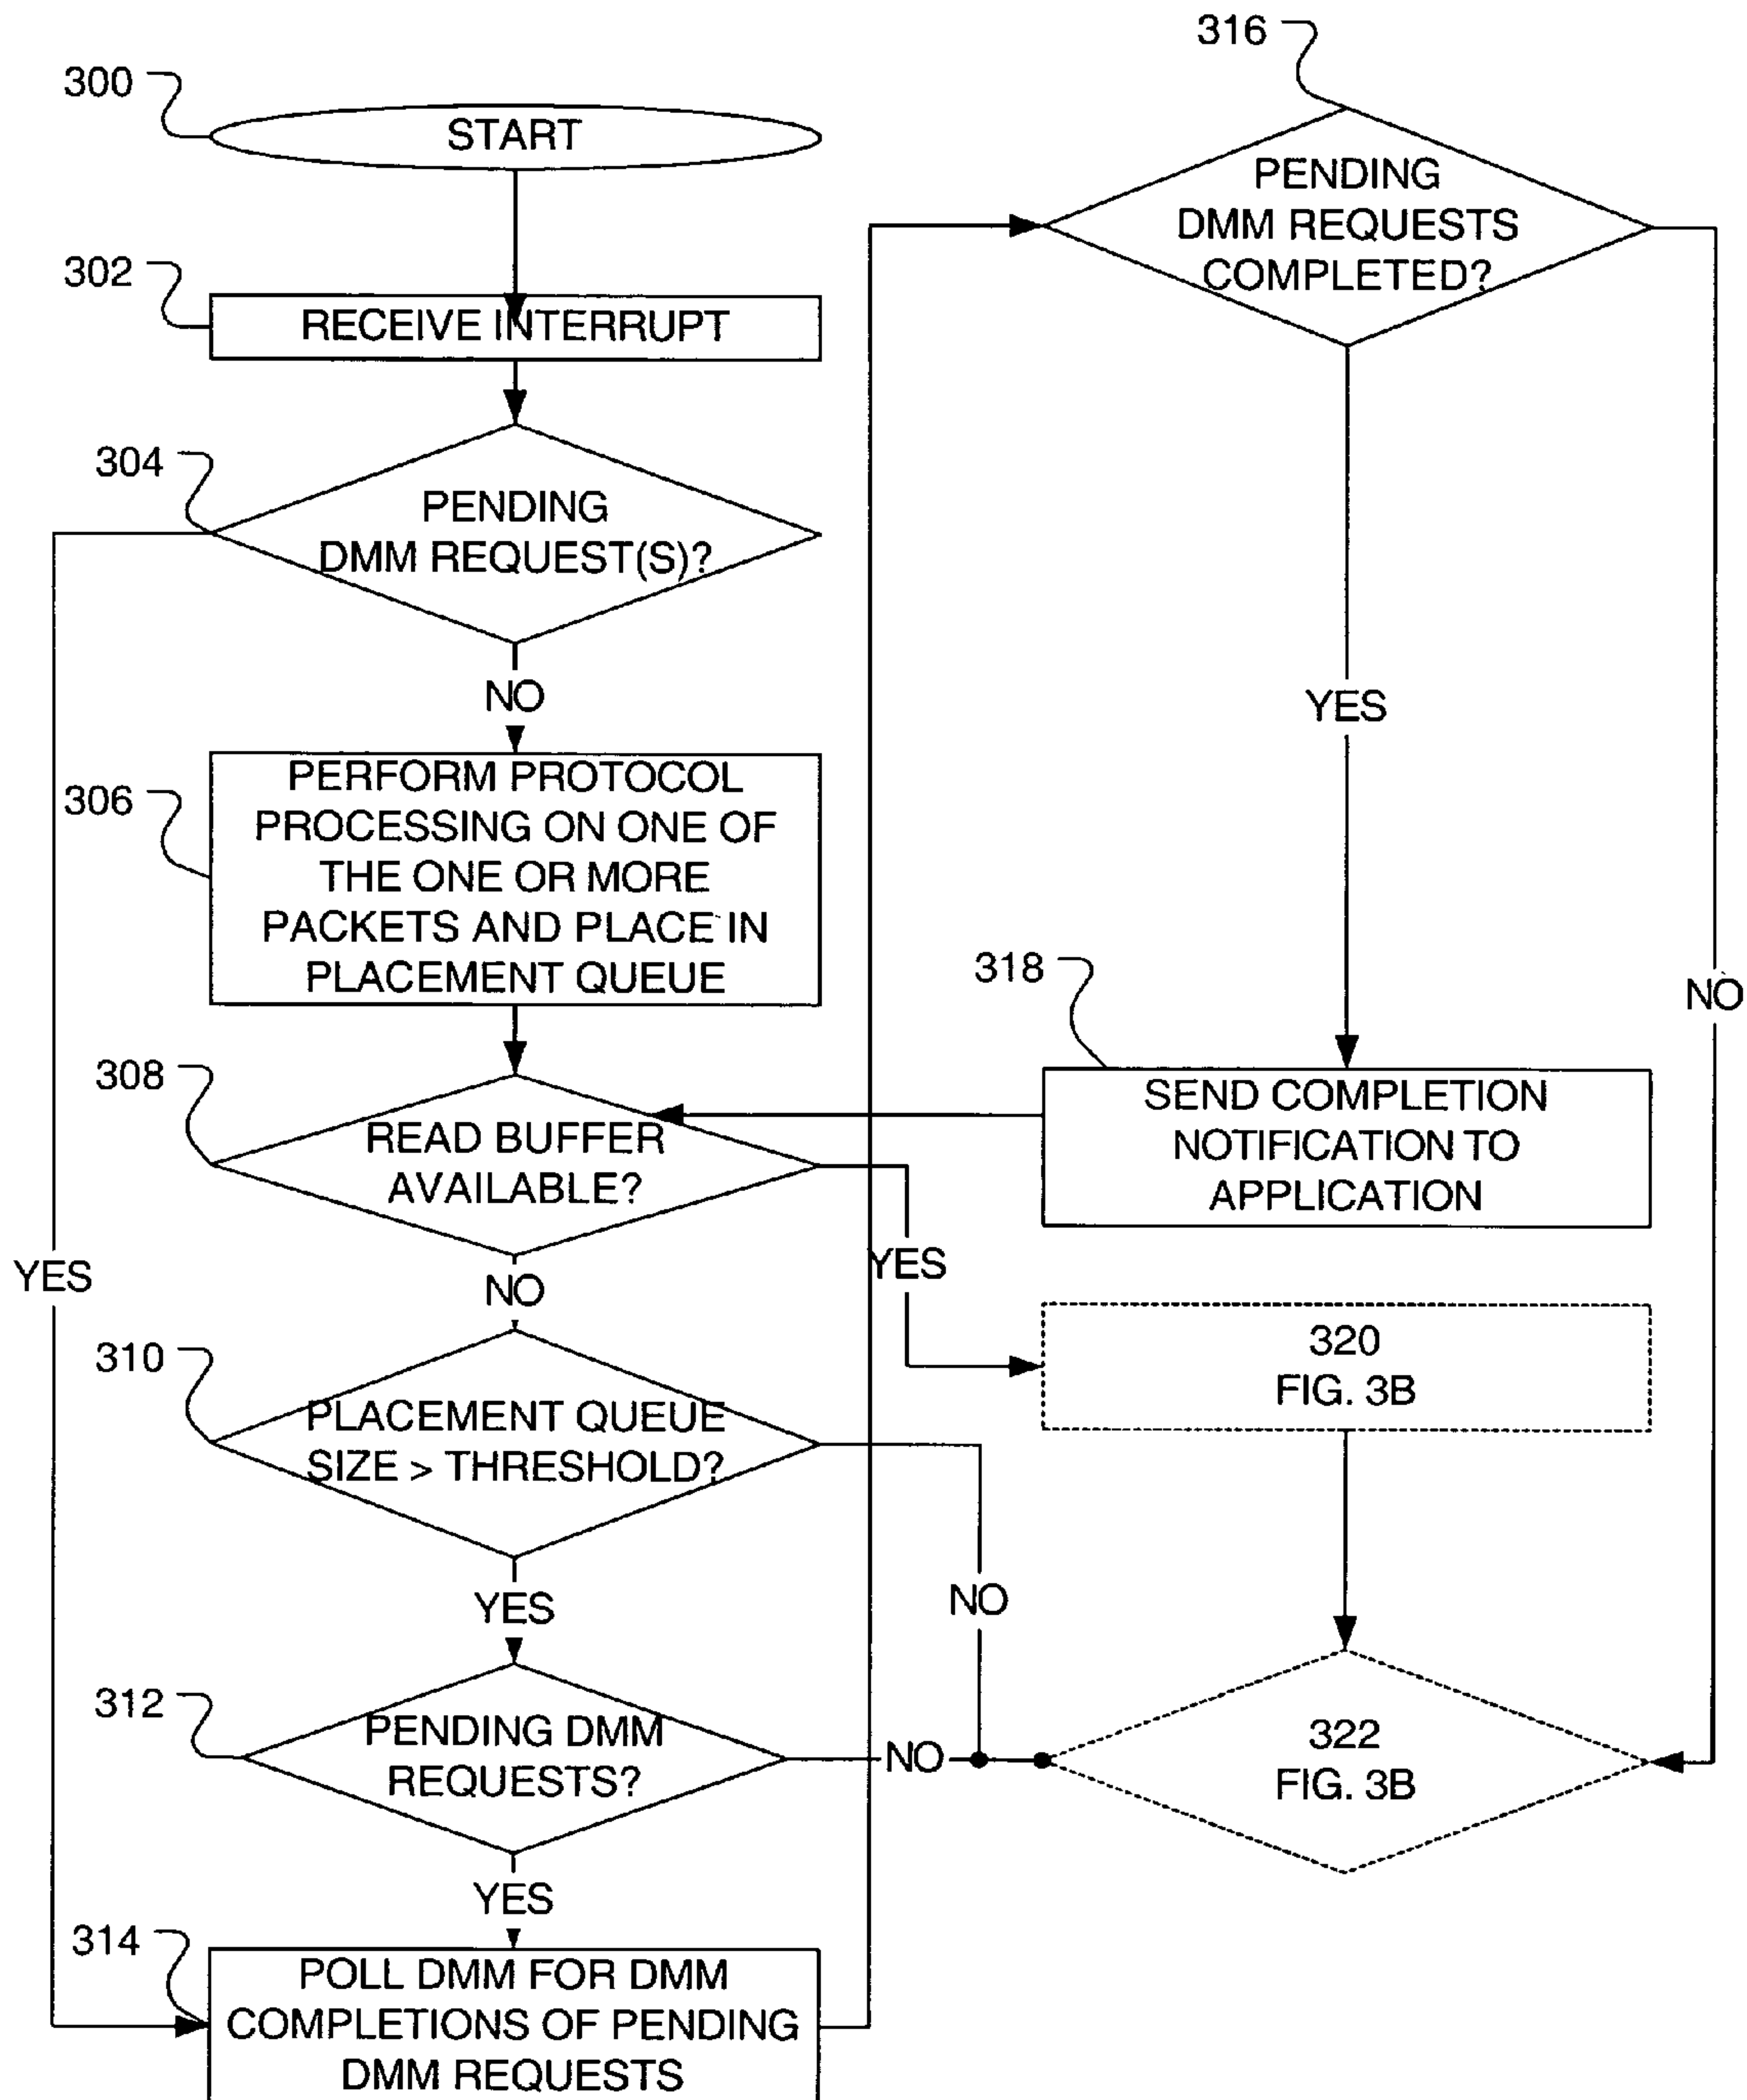 300
START
302
RECEIVE INTERRUPT
304
PENDING
DMM REQUEST(S)?
NO
306
PERFORM PROTOCOL
PROCESSING ON ONE OF
THE ONE OR MORE
PACKETS AND PLACE IN
PLACEMENT QUEUE
308
READ BUFFER
AVAILABLE?
YES
NO
YES
310
PLACEMENT QUEUE
SIZE > THRESHOLD?
NO
YES
312
PENDING DMM
REQUESTS?
NO
YES
314
POLL DMM FOR DMM
COMPLETIONS OF PENDING
DMM REQUESTS
316
PENDING
DMM REQUESTS
COMPLETED?
YES
NO
318
SEND COMPLETION
NOTIFICATION TO
APPLICATION
320
FIG. 3B
322
FIG. 3B